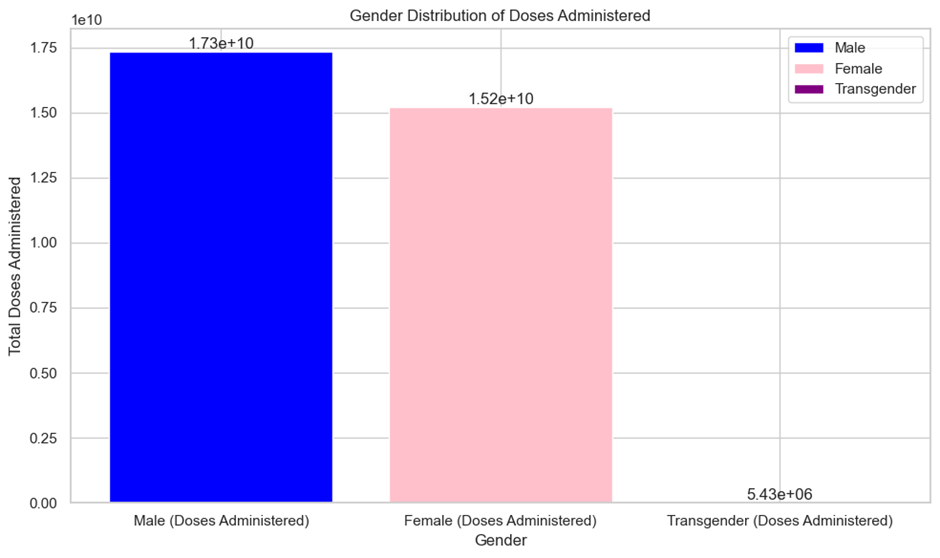 Gender Distribution of Doses Administered
1e10
1.75
1.50
1.25
1.00
0.75
0.50
0.25
0.00
Total Doses Administered
1.73e+10
1.52e+10
5.43e+06
Male
Female
Transgender
Male (Doses Administered)
Female (Doses Administered)
Transgender (Doses Administered)
Gender